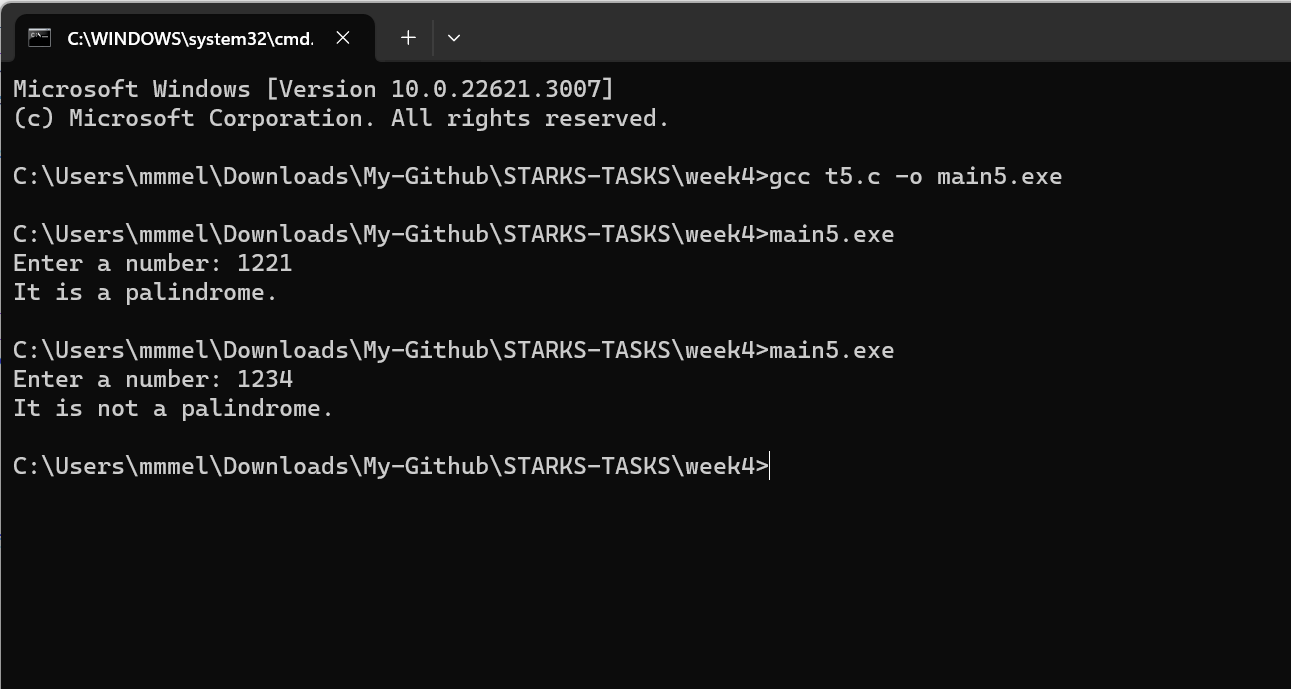 C:\WINDOWS\system32\cmd.
Microsoft Windows [Version 10.0.22621.3007]
(c) Microsoft Corporation. All rights reserved.
C:\Users\mmmel\Downloads\My-Github\STARKS-TASKS\week4>gcc t5.c -o main5.exe
C:\Users\mmmel\Downloads\My-Github\STARKS-TASKS\week4>main5.exe
Enter a number: 1221
It is a palindrome.
C:\Users\mmmel\Downloads\My-Github\STARKS-TASKS\week4>main5.exe
Enter a number: 1234
It is not a palindrome.
C:\Users\mmmel\Downloads\My-Github\STARKS-TASKS\week4>